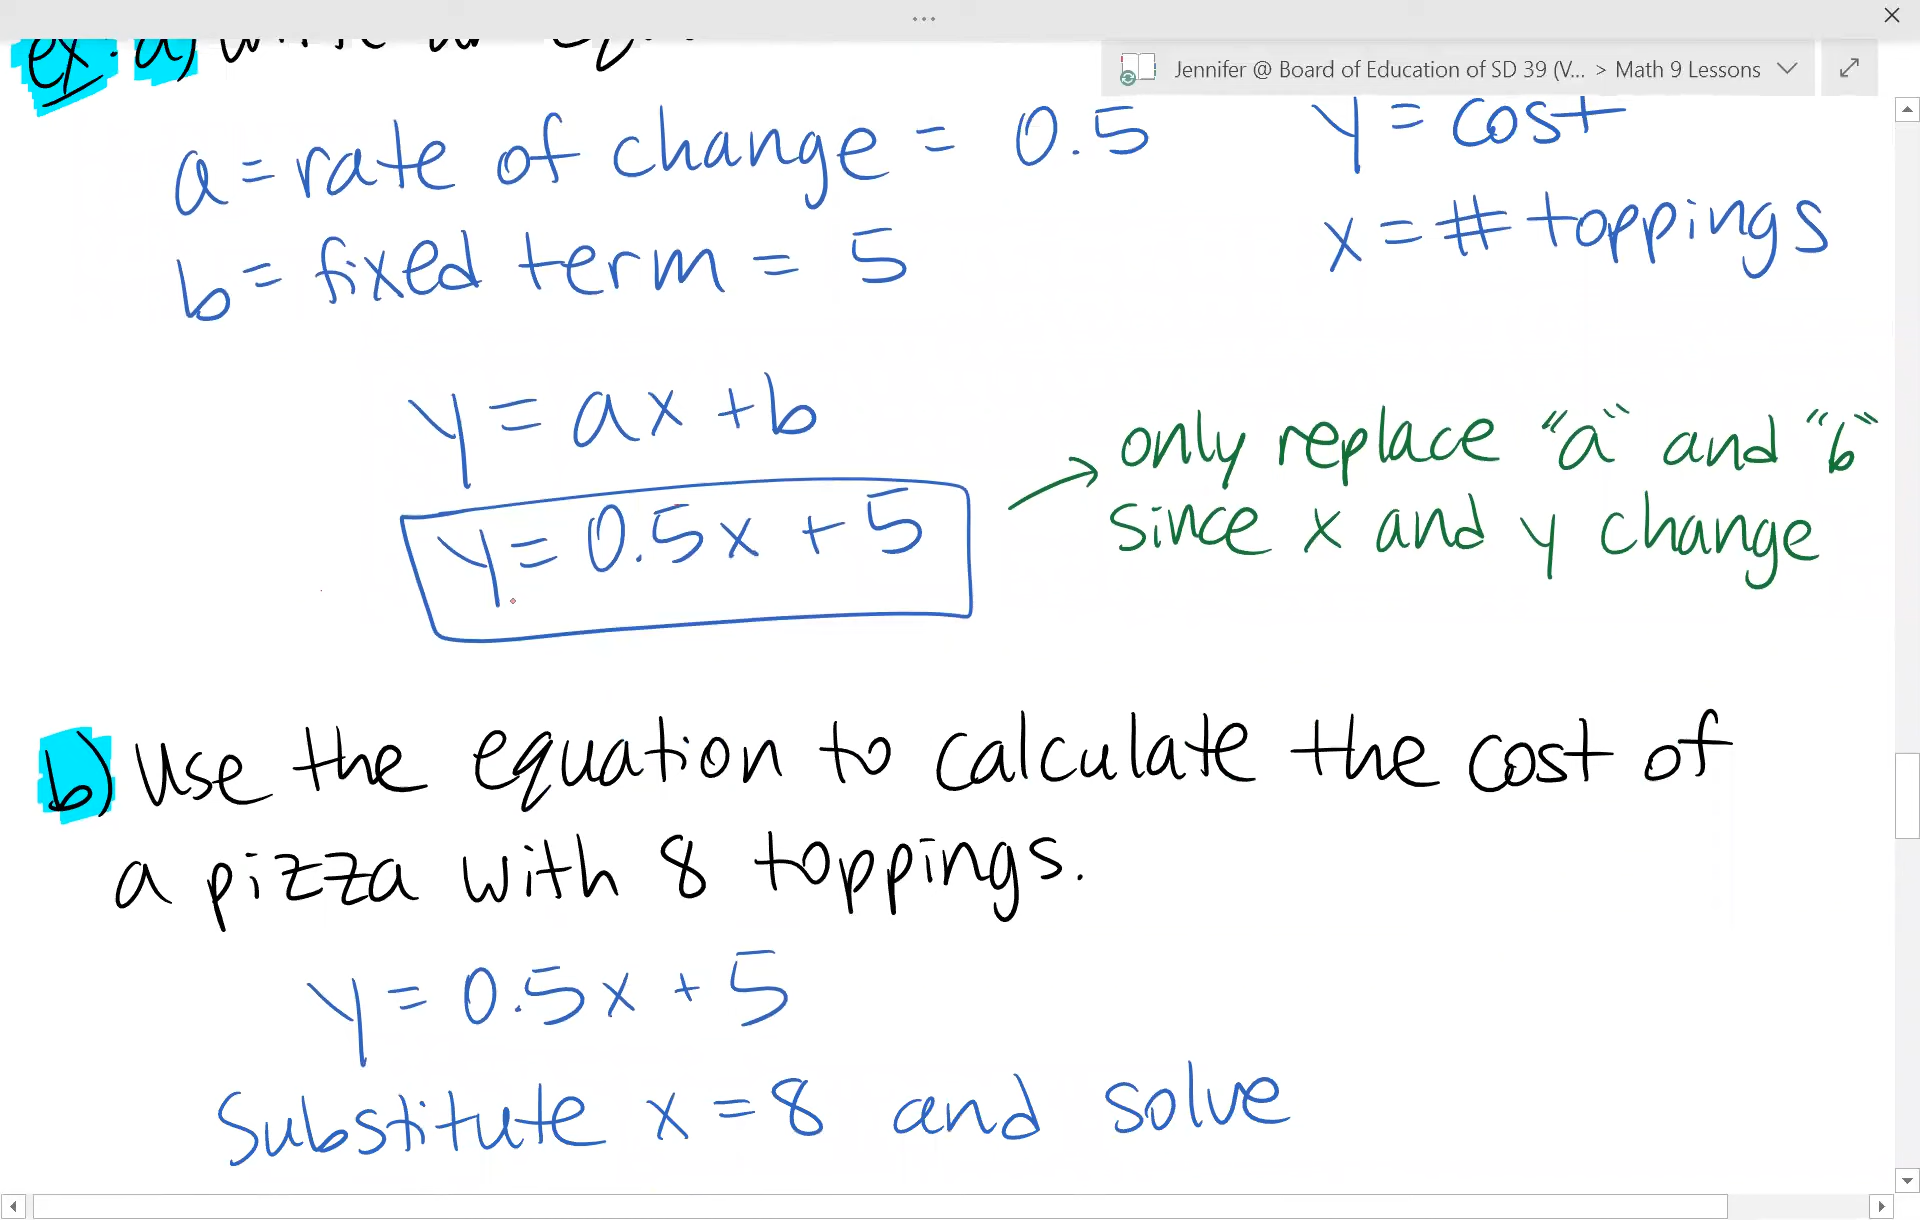 ...
Jennifer @ Board of Education of SD 39 (V... > Math 9 Lessons
ex: a)
a = rate of change = 0.5
y = cost
b = fixed term = 5
x = # toppings
y = ax + b
y = 0.5x + 5
only replace "a" and "b"
since x and y change
b) Use the equation to calculate the cost of
a pizza with 8 toppings.
y = 0.5x + 5
Substitute x = 8 and solve